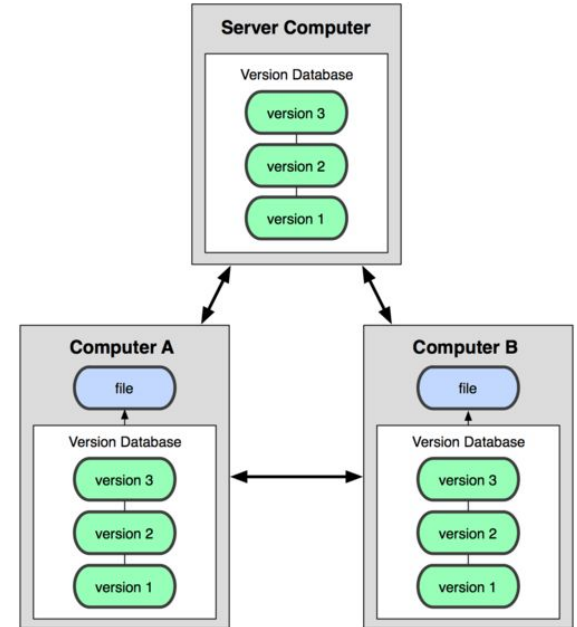 Server Computer
Version Database
version 3
version 2
version 1
Computer A
file
Version Database
version 3
version 2
version 1
Computer B
file
Version Database
version 3
version 2
version 1